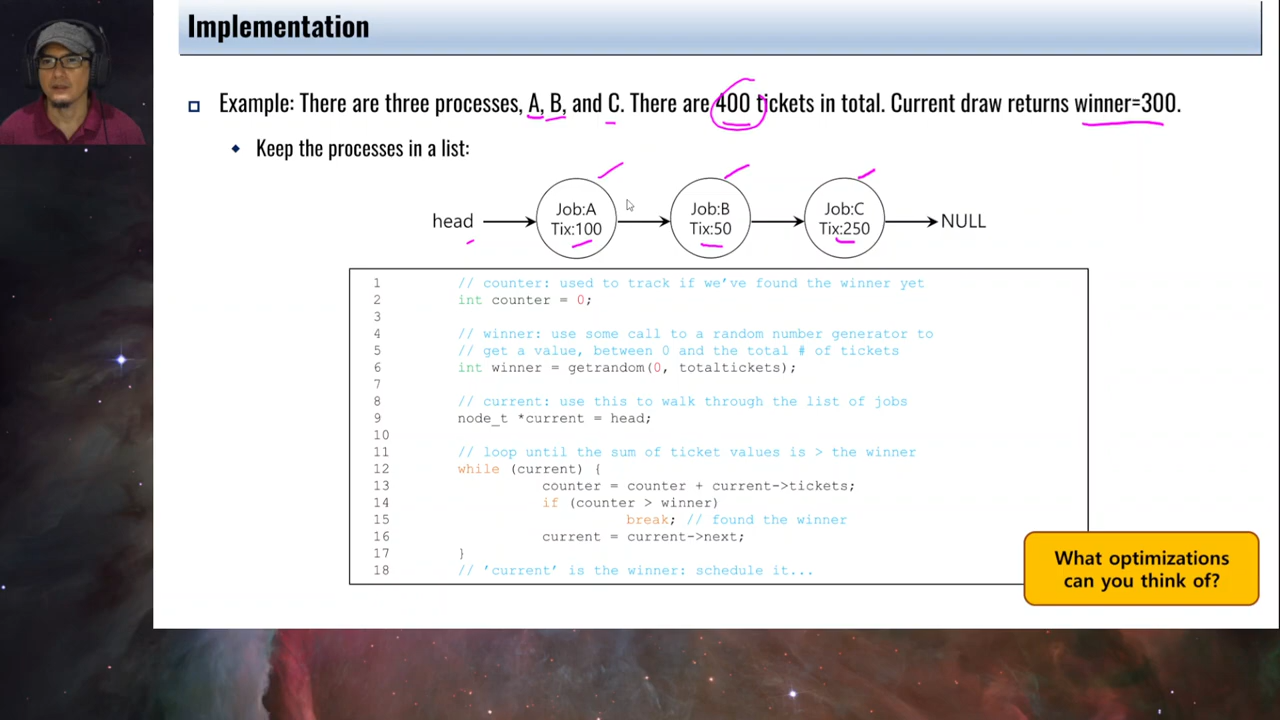 Implementation
Example: There are three processes, A, B, and C. There are 400 tickets in total. Current draw returns winner=300.
Keep the processes in a list:
head
Job:A
Tix:100
Job:B
Tix:50
Job:C
Tix:250
NULL
1 // counter: used to track if we’ve found the winner yet
2 int counter = 0;
3
4 // winner: use some call to a random number generator to
5 // get a value, between 0 and the total # of tickets
6 int winner = getrandom(0, totaltickets);
7
8 // current: use this to walk through the list of jobs
9 node_t *current = head;
10
11 // loop until the sum of ticket values is > the winner
12 while (current) {
13 counter = counter + current->tickets;
14 if (counter > winner)
15 break; // found the winner
16 current = current->next;
17 }
18 // ’current’ is the winner: schedule it...
What optimizations
can you think of?